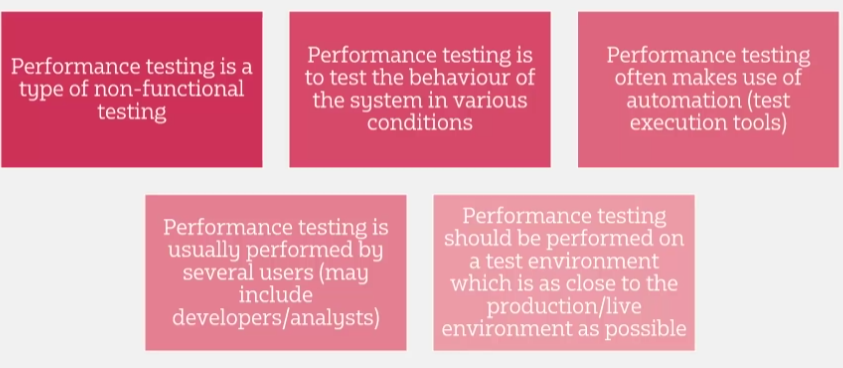 Performance testing is a
type of non-functional
testing
Performance testing is
to test the behaviour of
the system in various
conditions
Performance testing
often makes use of
automation (test
execution tools)
Performance testing is
usually performed by
several users (may
include
developers/analysts)
Performance testing
should be performed on
a test environment
which is as close to the
production/live
environment as possible